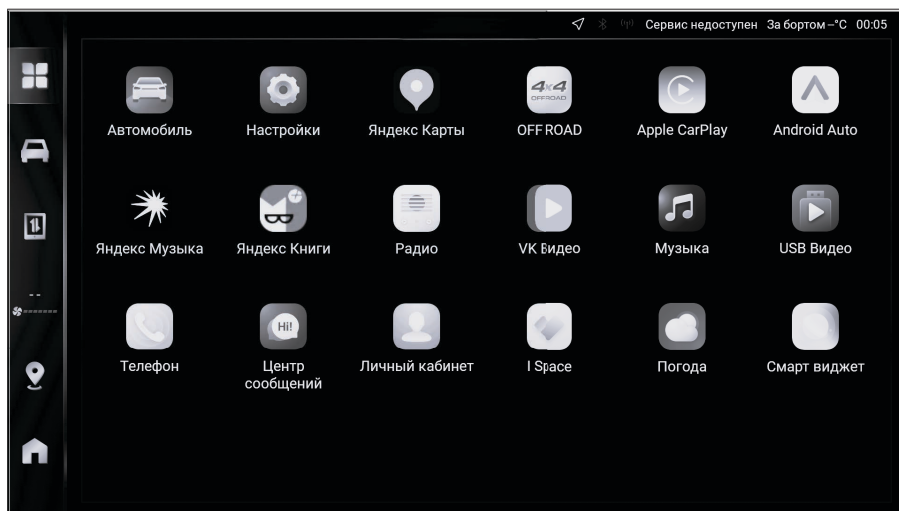 Сервис недоступен За бортом –°C 00:05
4x4
OFFROAD
Автомобиль Настройки Яндекс Карты OFF ROAD Apple CarPlay Android Auto
Яндекс Музыка Яндекс Книги Радио VK Видео Музыка USB Видео
--
Hi!
Телефон Центр сообщений Личный кабинет I Space Погода Смарт виджет